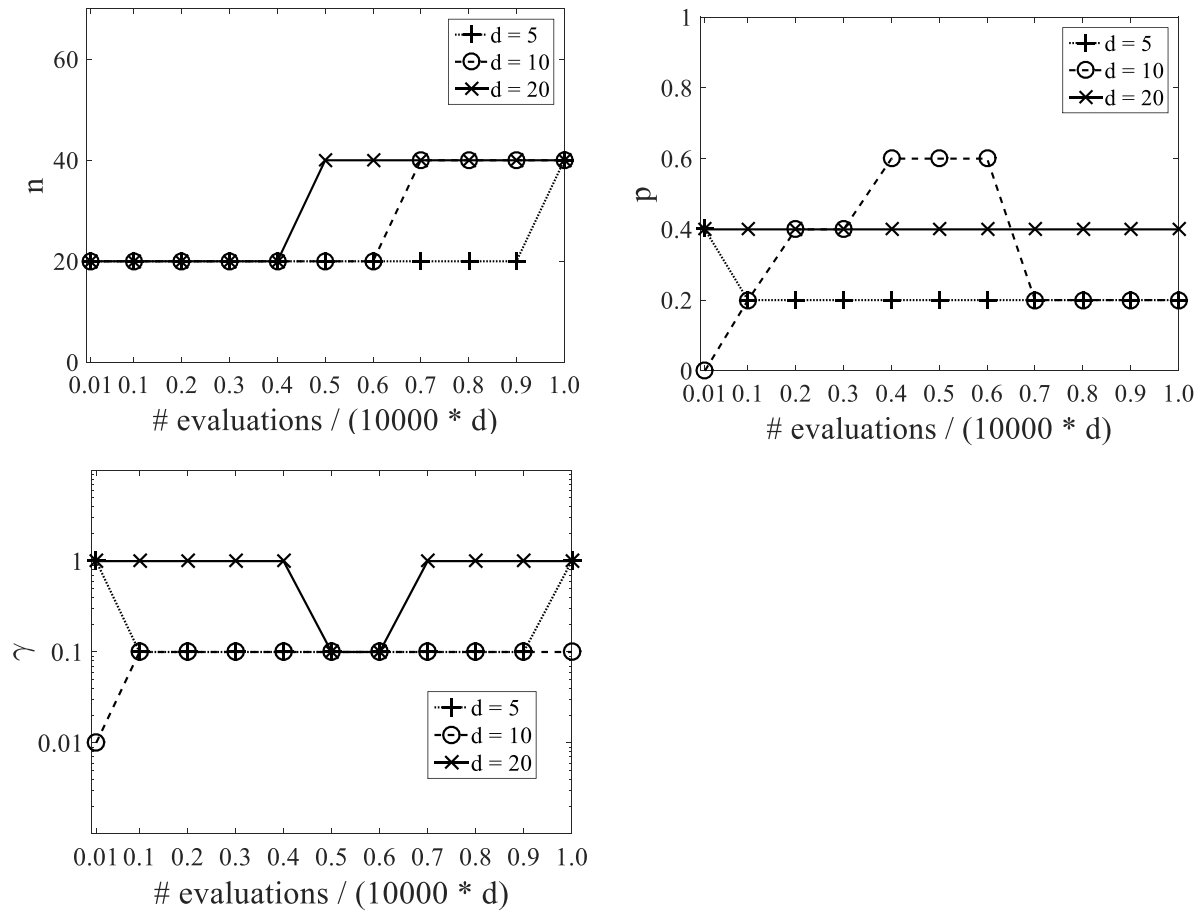 60
40
20
0
n
d = 5
d = 10
d = 20
0.01 0.1 0.2 0.3 0.4 0.5 0.6 0.7 0.8 0.9 1.0
# evaluations / (10000 * d)
1
0.8
0.6
0.4
0.2
0
p
d = 5
d = 10
d = 20
0.01 0.1 0.2 0.3 0.4 0.5 0.6 0.7 0.8 0.9 1.0
# evaluations / (10000 * d)
1
0.1
0.01
γ
d = 5
d = 10
d = 20
0.01 0.1 0.2 0.3 0.4 0.5 0.6 0.7 0.8 0.9 1.0
# evaluations / (10000 * d)